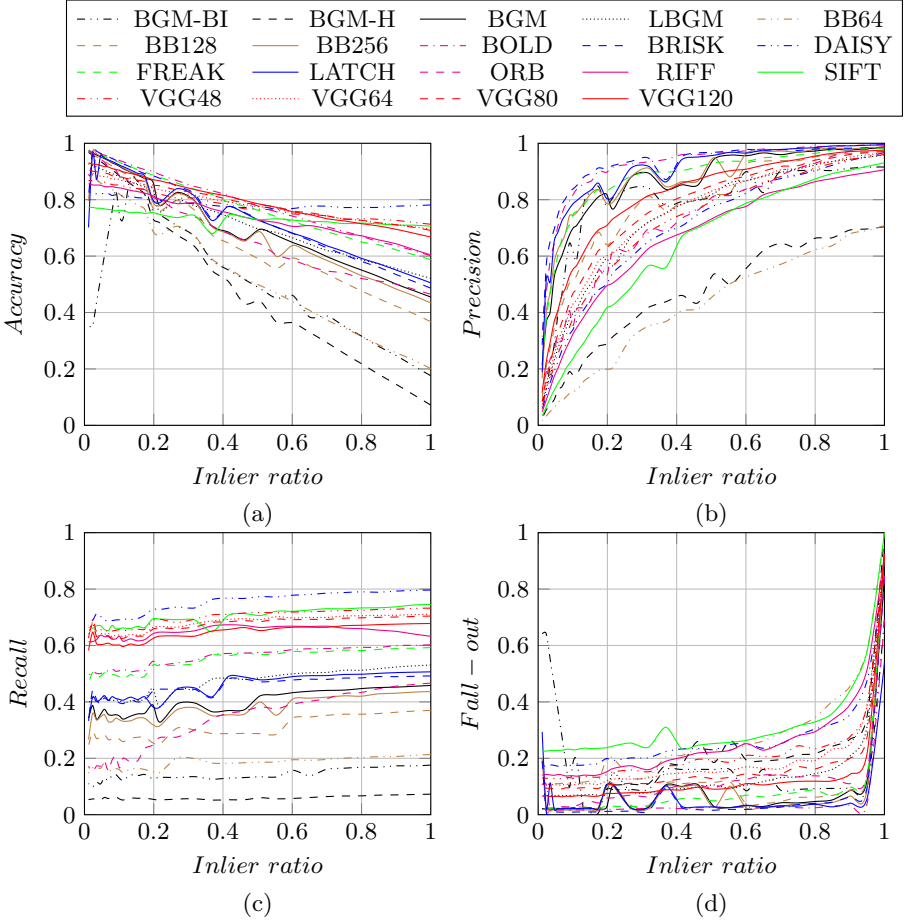 BGM-BI BGM-H BGM LBGM BB64
BB128 BB256 BOLD BRISK DAISY
FREAK LATCH ORB RIFF SIFT
VGG48 VGG64 VGG80 VGG120
1 0.8 0.6 0.4 0.2 0
Accuracy
0 0.2 0.4 0.6 0.8 1
Inlier ratio
(a)
1 0.8 0.6 0.4 0.2 0
Precision
0 0.2 0.4 0.6 0.8 1
Inlier ratio
(b)
1 0.8 0.6 0.4 0.2 0
Recall
0 0.2 0.4 0.6 0.8 1
Inlier ratio
(c)
1 0.8 0.6 0.4 0.2 0
Fall − out
0 0.2 0.4 0.6 0.8 1
Inlier ratio
(d)